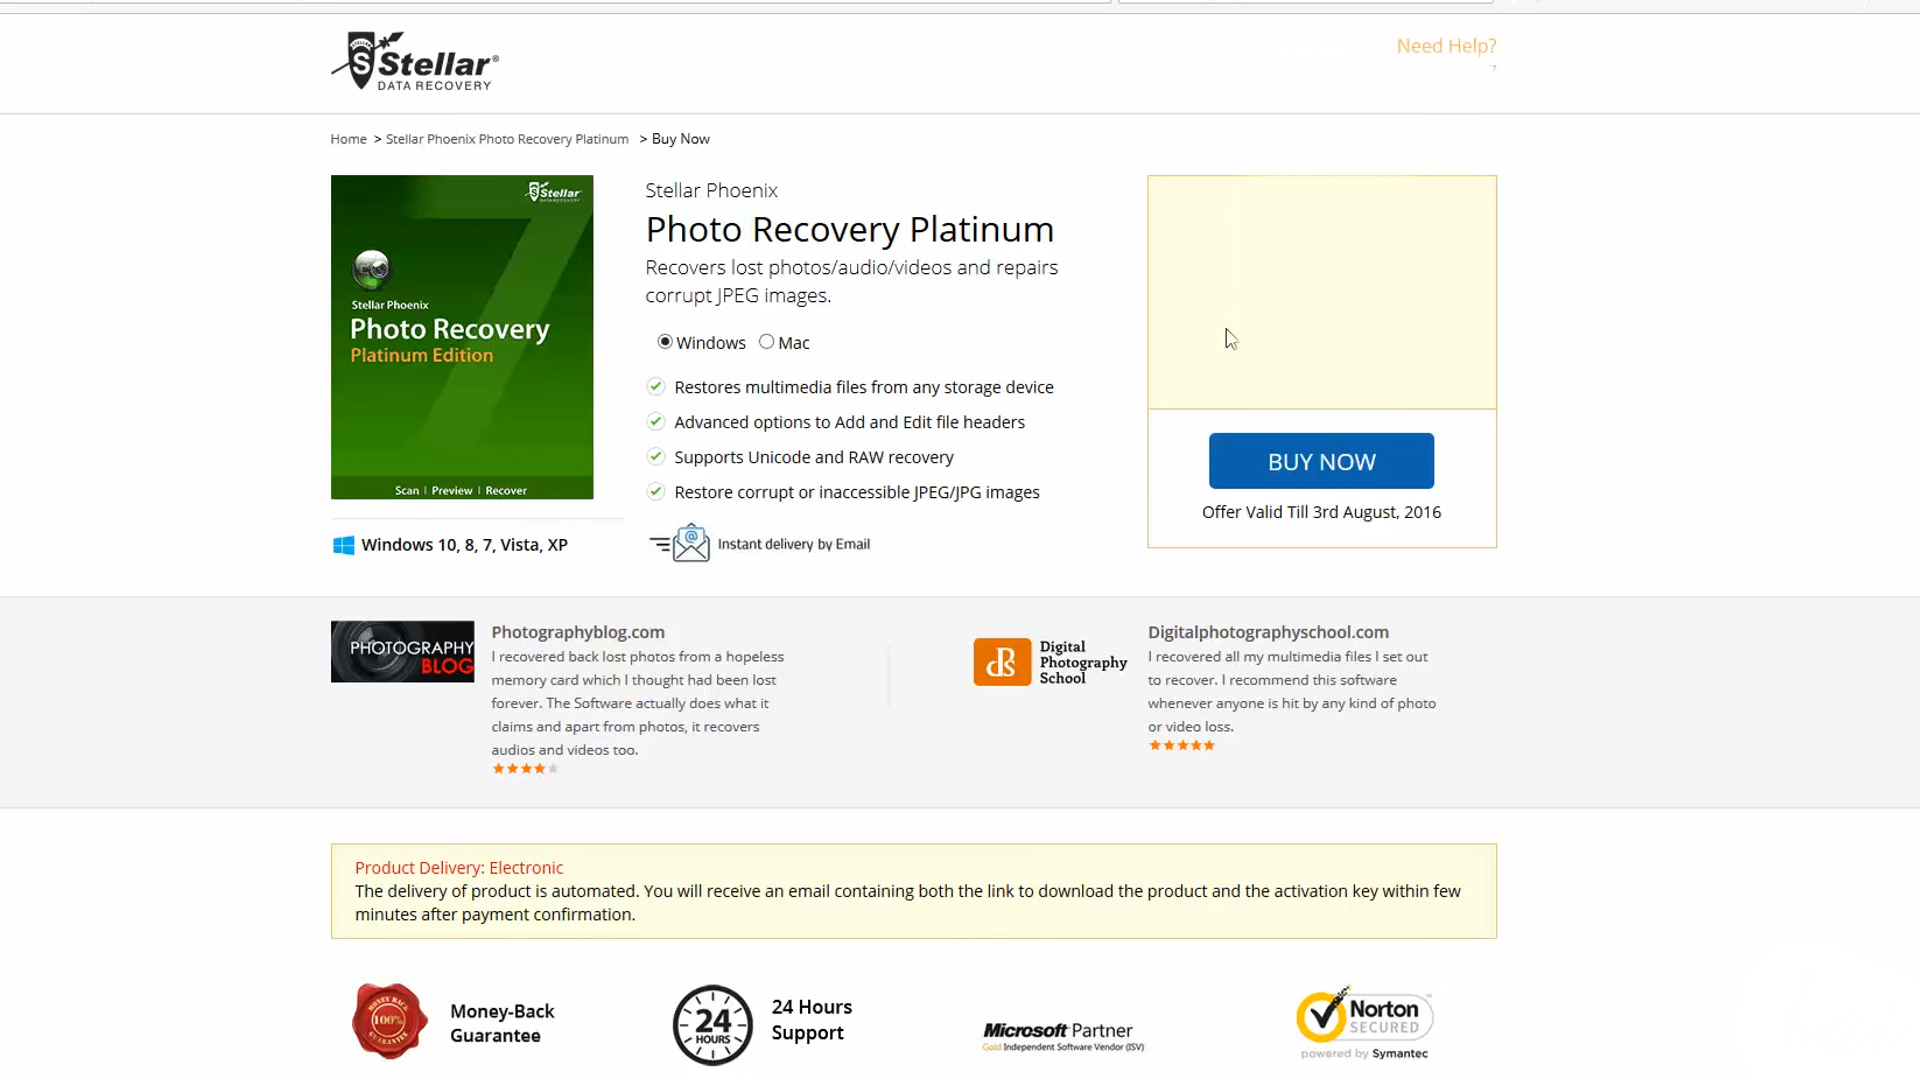 Stellar®
DATA RECOVERY
Need Help?
Home > Stellar Phoenix Photo Recovery Platinum > Buy Now
Stellar
Stellar Phoenix
Photo Recovery
Platinum Edition
Scan | Preview | Recover
Windows 10, 8, 7, Vista, XP
Stellar Phoenix
Photo Recovery Platinum
Recovers lost photos/audio/videos and repairs
corrupt JPEG images.
Windows Mac
Restores multimedia files from any storage device
Advanced options to Add and Edit file headers
Supports Unicode and RAW recovery
Restore corrupt or inaccessible JPEG/JPG images
Instant delivery by Email
BUY NOW
Offer Valid Till 3rd August, 2016
PHOTOGRAPHY
BLOG
Photographyblog.com
I recovered back lost photos from a hopeless
memory card which I thought had been lost
forever. The Software actually does what it
claims and apart from photos, it recovers
audios and videos too.
dPS
Digital
Photography
School
Digitalphotographyschool.com
I recovered all my multimedia files I set out
to recover. I recommend this software
whenever anyone is hit by any kind of photo
or video loss.
Product Delivery: Electronic
The delivery of product is automated. You will receive an email containing both the link to download the product and the activation key within few
minutes after payment confirmation.
MONEY BACK
100%
GUARANTEE
Money-Back
Guarantee
24
HOURS
24 Hours
Support
Microsoft Partner
Gold Independent Software Vendor (ISV)
Norton
SECURED
powered by Symantec